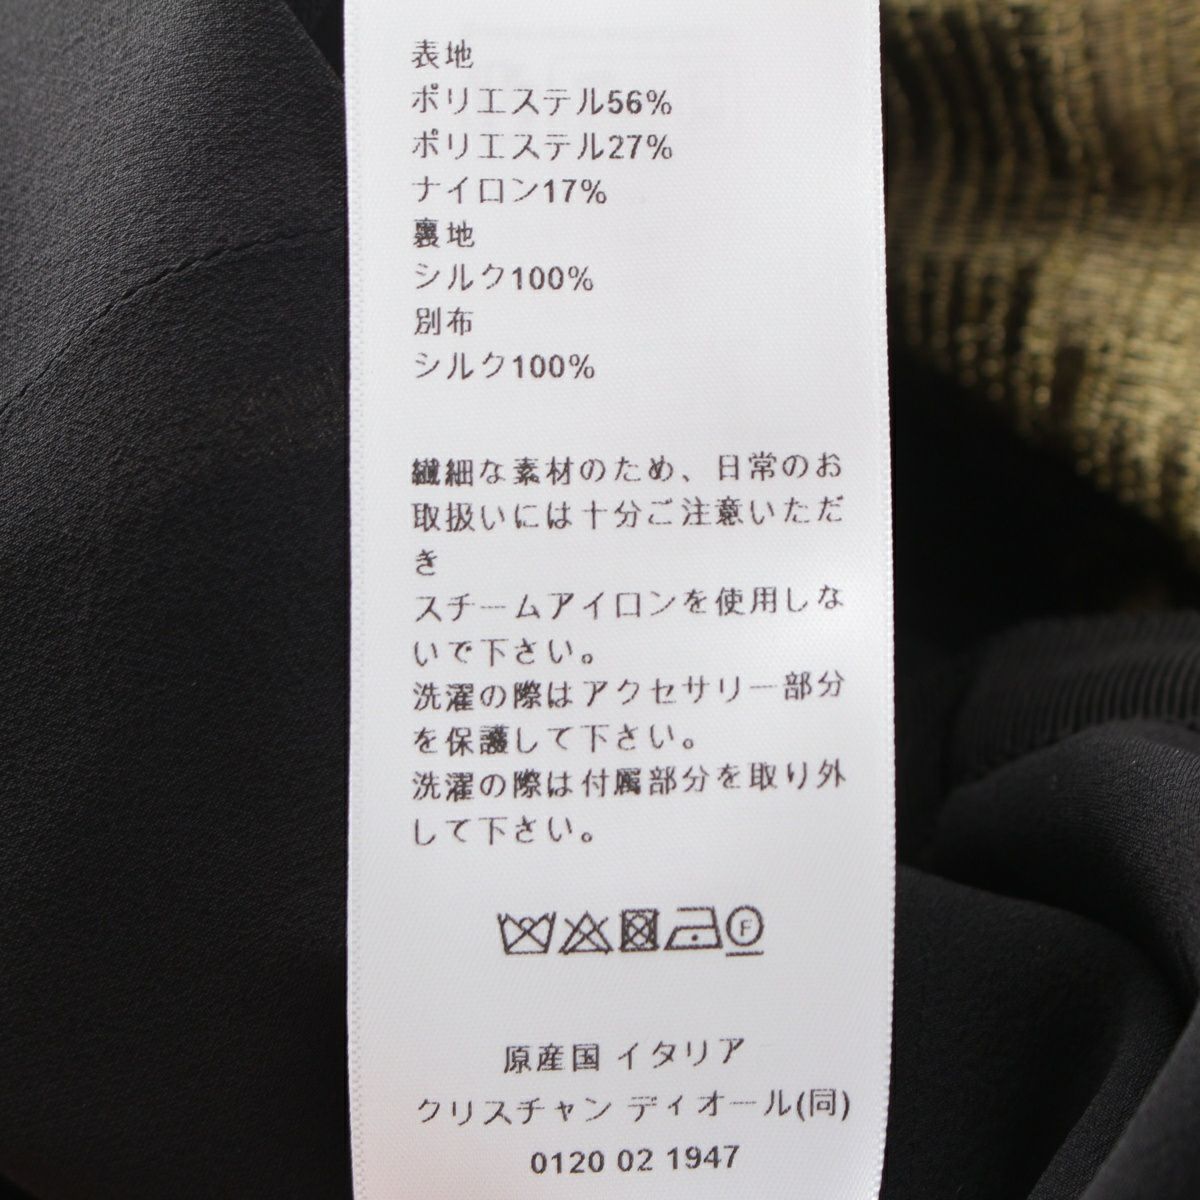 表地
ポリエステル56%
ポリエステル27%
ナイロン17%
裏地
シルク100%
別布
シルク100%
繊細な素材のため、日常のお
取扱いには十分ご注意いただ
き
スチームアイロンを使用しな
いで下さい。
洗濯の際はアクセサリー部分
を保護して下さい。
洗濯の際は付属部分を取り外
して下さい。
F
原産国 イタリア
クリスチャン ディオール(同)
0120 02 1947